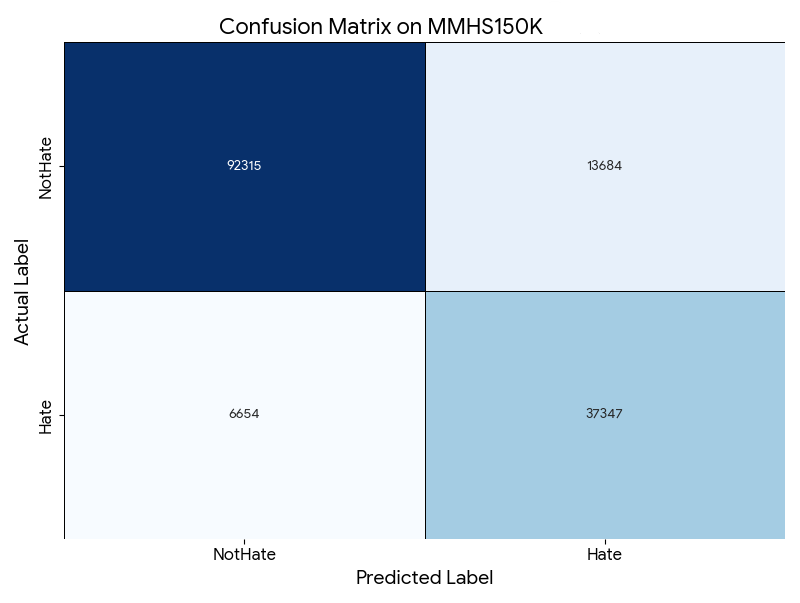 Confusion Matrix on MMHS150K
Actual Label
NotHate
92315
13684
Hate
6654
37347
NotHate
Hate
Predicted Label